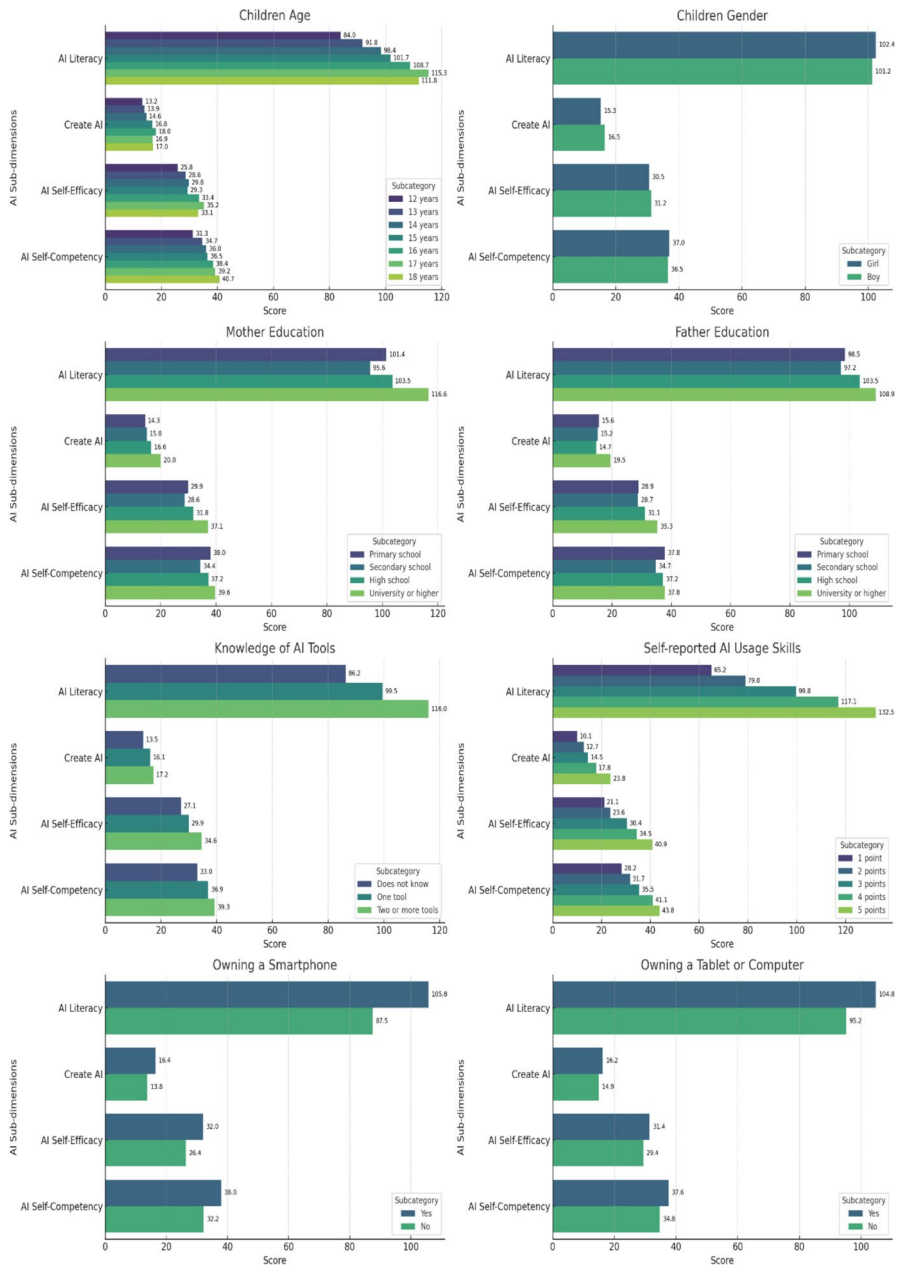 Children Age
AI Sub-dimensions
AI Literacy
84.0
91.8
98.4
101.7
108.7
115.3
111.8
Create AI
13.2
13.9
14.6
16.8
18.0
16.9
17.0
AI Self-Efficacy
25.8
28.6
29.8
29.3
33.4
35.2
33.1
AI Self-Competency
31.3
34.7
36.0
36.5
38.4
39.2
40.7
Subcategory
12 years
13 years
14 years
15 years
16 years
17 years
18 years
0 20 40 60 80 100 120
Score
Children Gender
AI Sub-dimensions
AI Literacy
102.4
101.2
Create AI
15.3
16.5
AI Self-Efficacy
30.5
31.2
AI Self-Competency
37.0
36.5
Subcategory
Girl
Boy
0 20 40 60 80 100
Score
Mother Education
AI Sub-dimensions
AI Literacy
101.4
95.6
103.5
116.6
Create AI
14.3
15.0
16.6
20.0
AI Self-Efficacy
29.9
28.6
31.8
37.1
AI Self-Competency
38.0
34.4
37.2
39.6
Subcategory
Primary school
Secondary school
High school
University or higher
0 20 40 60 80 100 120
Score
Father Education
AI Sub-dimensions
AI Literacy
98.5
97.2
103.5
108.9
Create AI
15.6
15.2
14.7
19.5
AI Self-Efficacy
28.9
28.7
31.1
35.3
AI Self-Competency
37.8
34.7
37.2
37.8
Subcategory
Primary school
Secondary school
High school
University or higher
0 20 40 60 80 100
Score
Knowledge of AI Tools
AI Sub-dimensions
AI Literacy
86.2
99.5
116.0
Create AI
13.5
16.1
17.2
AI Self-Efficacy
27.1
29.9
34.6
AI Self-Competency
33.0
36.9
39.3
Subcategory
Does not know
One tool
Two or more tools
0 20 40 60 80 100 120
Score
Self-reported AI Usage Skills
AI Sub-dimensions
AI Literacy
65.2
79.0
99.8
117.1
132.5
Create AI
10.1
12.7
14.5
17.8
23.8
AI Self-Efficacy
21.1
23.6
30.4
34.5
40.9
AI Self-Competency
28.2
31.7
35.5
41.1
43.8
Subcategory
1 point
2 points
3 points
4 points
5 points
0 20 40 60 80 100 120
Score
Owning a Smartphone
AI Sub-dimensions
AI Literacy
105.8
87.5
Create AI
16.4
13.8
AI Self-Efficacy
32.0
26.4
AI Self-Competency
38.0
32.2
Subcategory
Yes
No
0 20 40 60 80 100
Score
Owning a Tablet or Computer
AI Sub-dimensions
AI Literacy
104.8
95.2
Create AI
16.2
14.9
AI Self-Efficacy
31.4
29.4
AI Self-Competency
37.6
34.8
Subcategory
Yes
No
0 20 40 60 80 100
Score